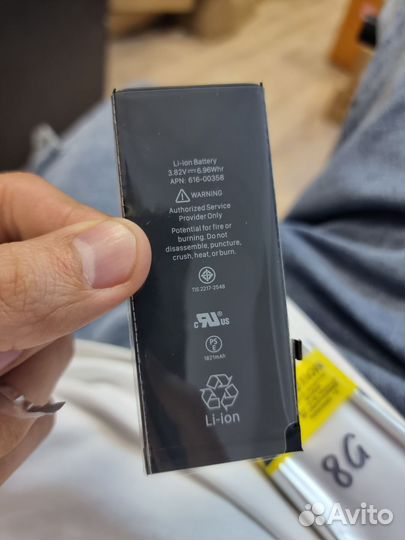 Li-ion Battery
3.82V⎓6.96Whr
APN: 616-00358
WARNING
Authorized Service
Provider Only
Potential for fire or
burning. Do not
disassemble, puncture,
crush, heat, or burn.
TIS 2217-2548
c RU US
PS
E
1821mAh
Li-ion
8G
Avito